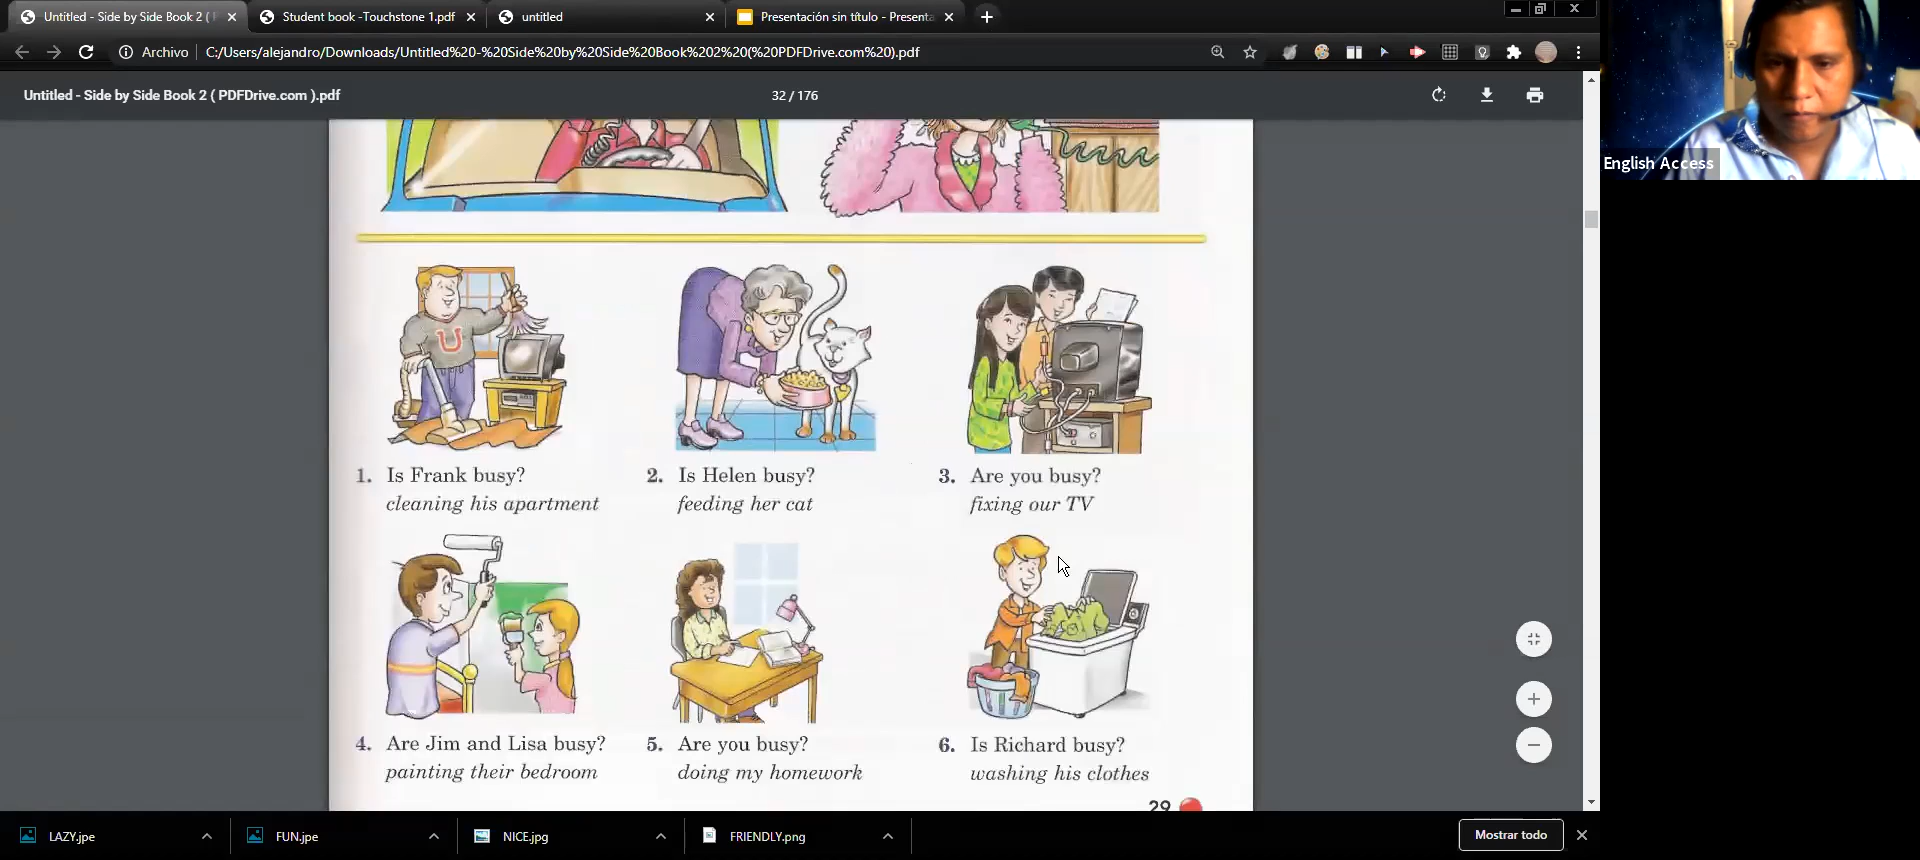 Untitled - Side by Side Book 2 ( P
Student book -Touchstone 1.pdf
untitled
Presentación sin título - Presenta
Archivo
C:/Users/alejandro/Downloads/Untitled%20-%20Side%20by%20Side%20Book%202%20(%20PDFDrive.com%20).pdf
Untitled - Side by Side Book 2 ( PDFDrive.com ).pdf
32 / 176
English Access
U
1. Is Frank busy?
cleaning his apartment
2. Is Helen busy?
feeding her cat
3. Are you busy?
fixing our TV
4. Are Jim and Lisa busy?
painting their bedroom
5. Are you busy?
doing my homework
6. Is Richard busy?
washing his clothes
29
LAZY.jpe
FUN.jpe
NICE.jpg
FRIENDLY.png
Mostrar todo